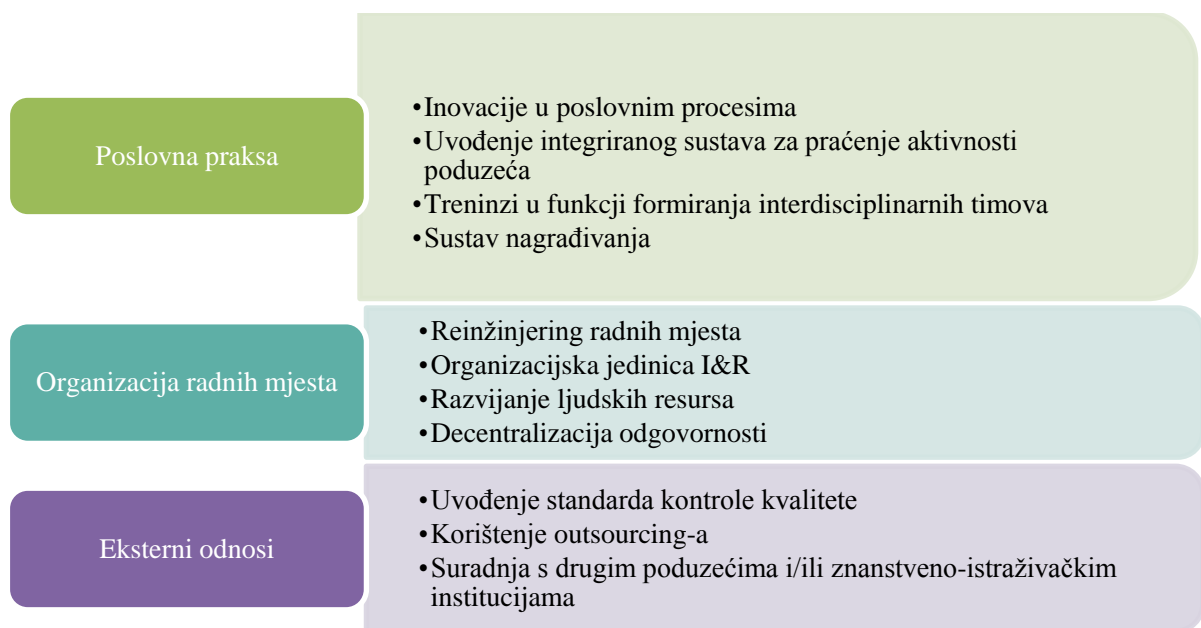 Poslovna praksa
•Inovacije u poslovnim procesima
•Uvođenje integriranog sustava za praćenje aktivnosti
poduzeća
•Treninzi u funkciji formiranja interdisciplinarnih timova
•Sustav nagrađivanja
Organizacija radnih mjesta
•Reinžinjering radnih mjesta
•Organizacijska jedinica I&R
•Razvijanje ljudskih resursa
•Decentralizacija odgovornosti
Eksterni odnosi
•Uvođenje standarda kontrole kvalitete
•Korištenje outsourcing-a
•Suradnja s drugim poduzećima i/ili znanstveno-istraživačkim
institucijama